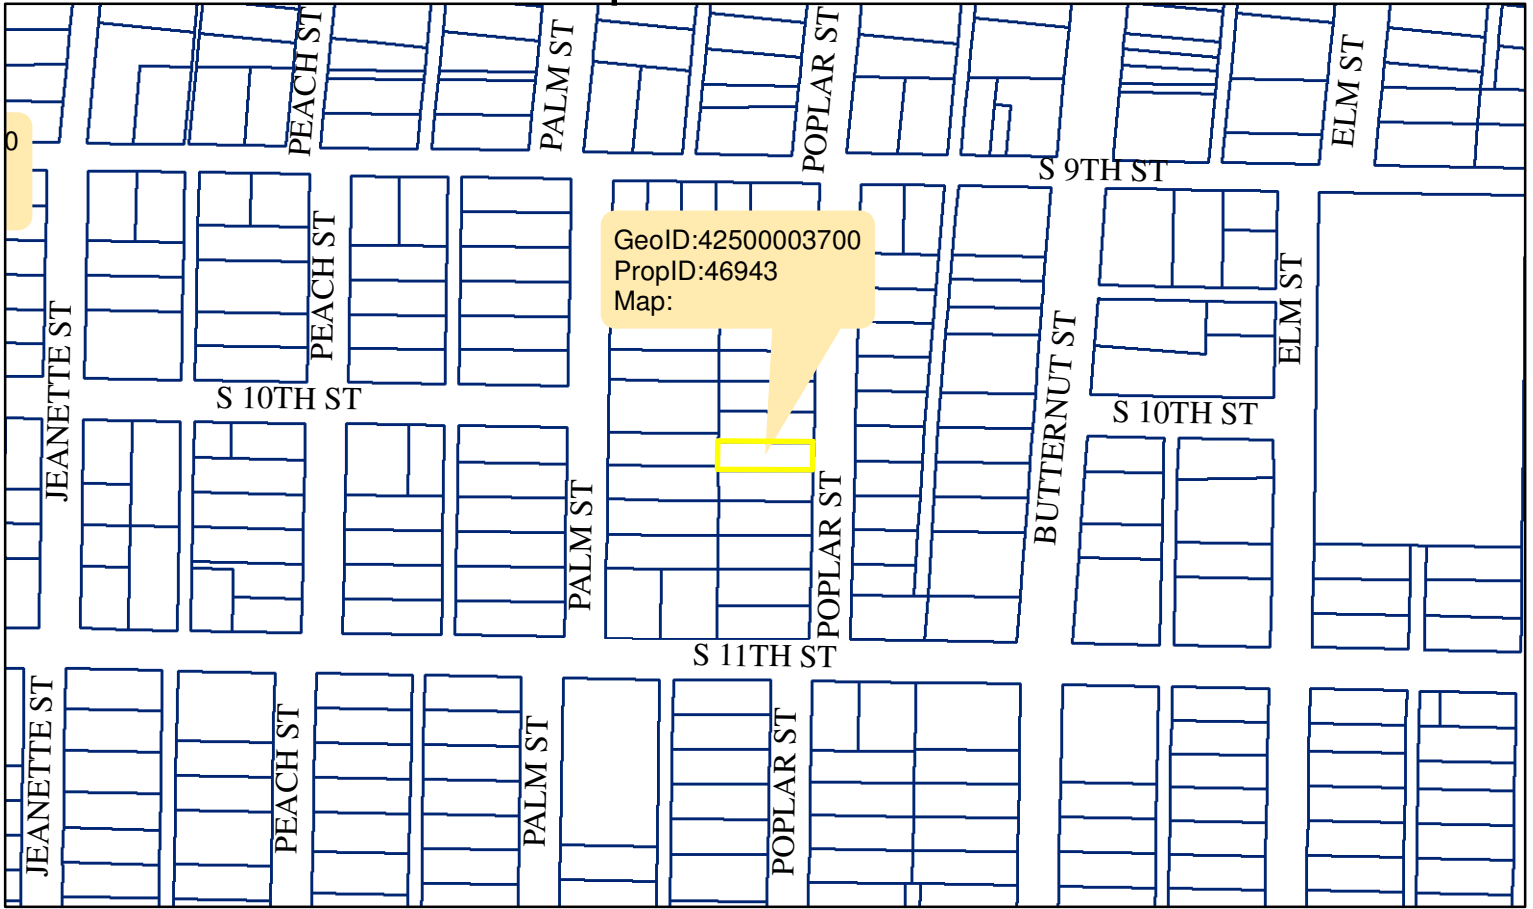 PEACH ST
PALM ST
POPLAR ST
ELM ST
S 9TH ST
0
GeoID:42500003700
PropID:46943
Map:
PEACH ST
ELM ST
JEANETTE ST
BUTTERNUT ST
S 10TH ST
S 10TH ST
PALM ST
POPLAR ST
S 11TH ST
JEANETTE ST
PEACH ST
PALM ST
POPLAR ST